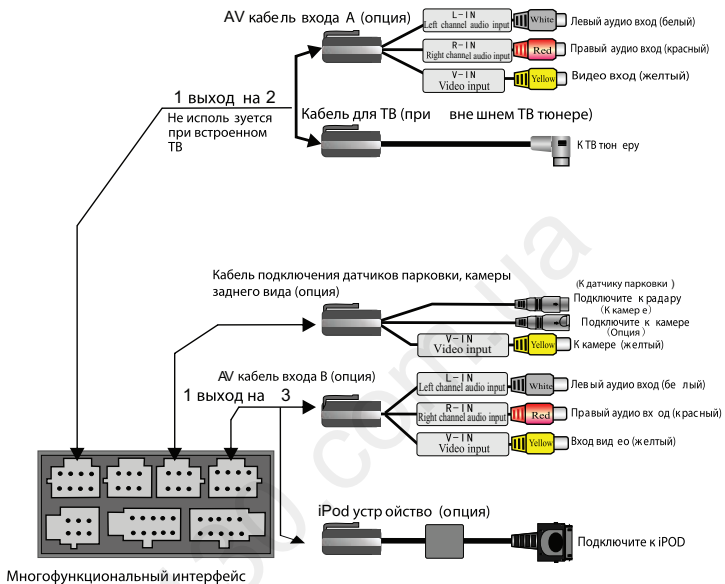 AV кабель входа А (опция)
L-IN
Left channel audio input
White
Левый аудио вход (белый)
R-IN
Right channel audio input
Red
Правый аудио вход (красный)
V-IN
Video input
Yellow
Видео вход (желтый)
1 выход на 2
Не исполь зуется
при встроенном
ТВ
Кабель для ТВ (при вне шнем ТВ тюнере)
К ТВ тюн еру
Кабель подключения датчиков парковки, камеры
заднего вида (опция)
(К датчику парковки )
Подключите к радару
(К камер е)
Подключите к камере
(Опция)
V-IN
Video input
Yellow
К камере (желтый)
AV кабель входа В (опция)
1 выход на 3
L-IN
Left channel audio input
White
Левый аудио вход (бе лый)
R-IN
Right channel audio input
Red
Правый аудио вх од (красный)
V-IN
Video input
Yellow
Вход вид ео (желтый)
iPod устр ойство (опция)
Подключите к iPOD
Многофункциональный интерфейс
130.com.ua